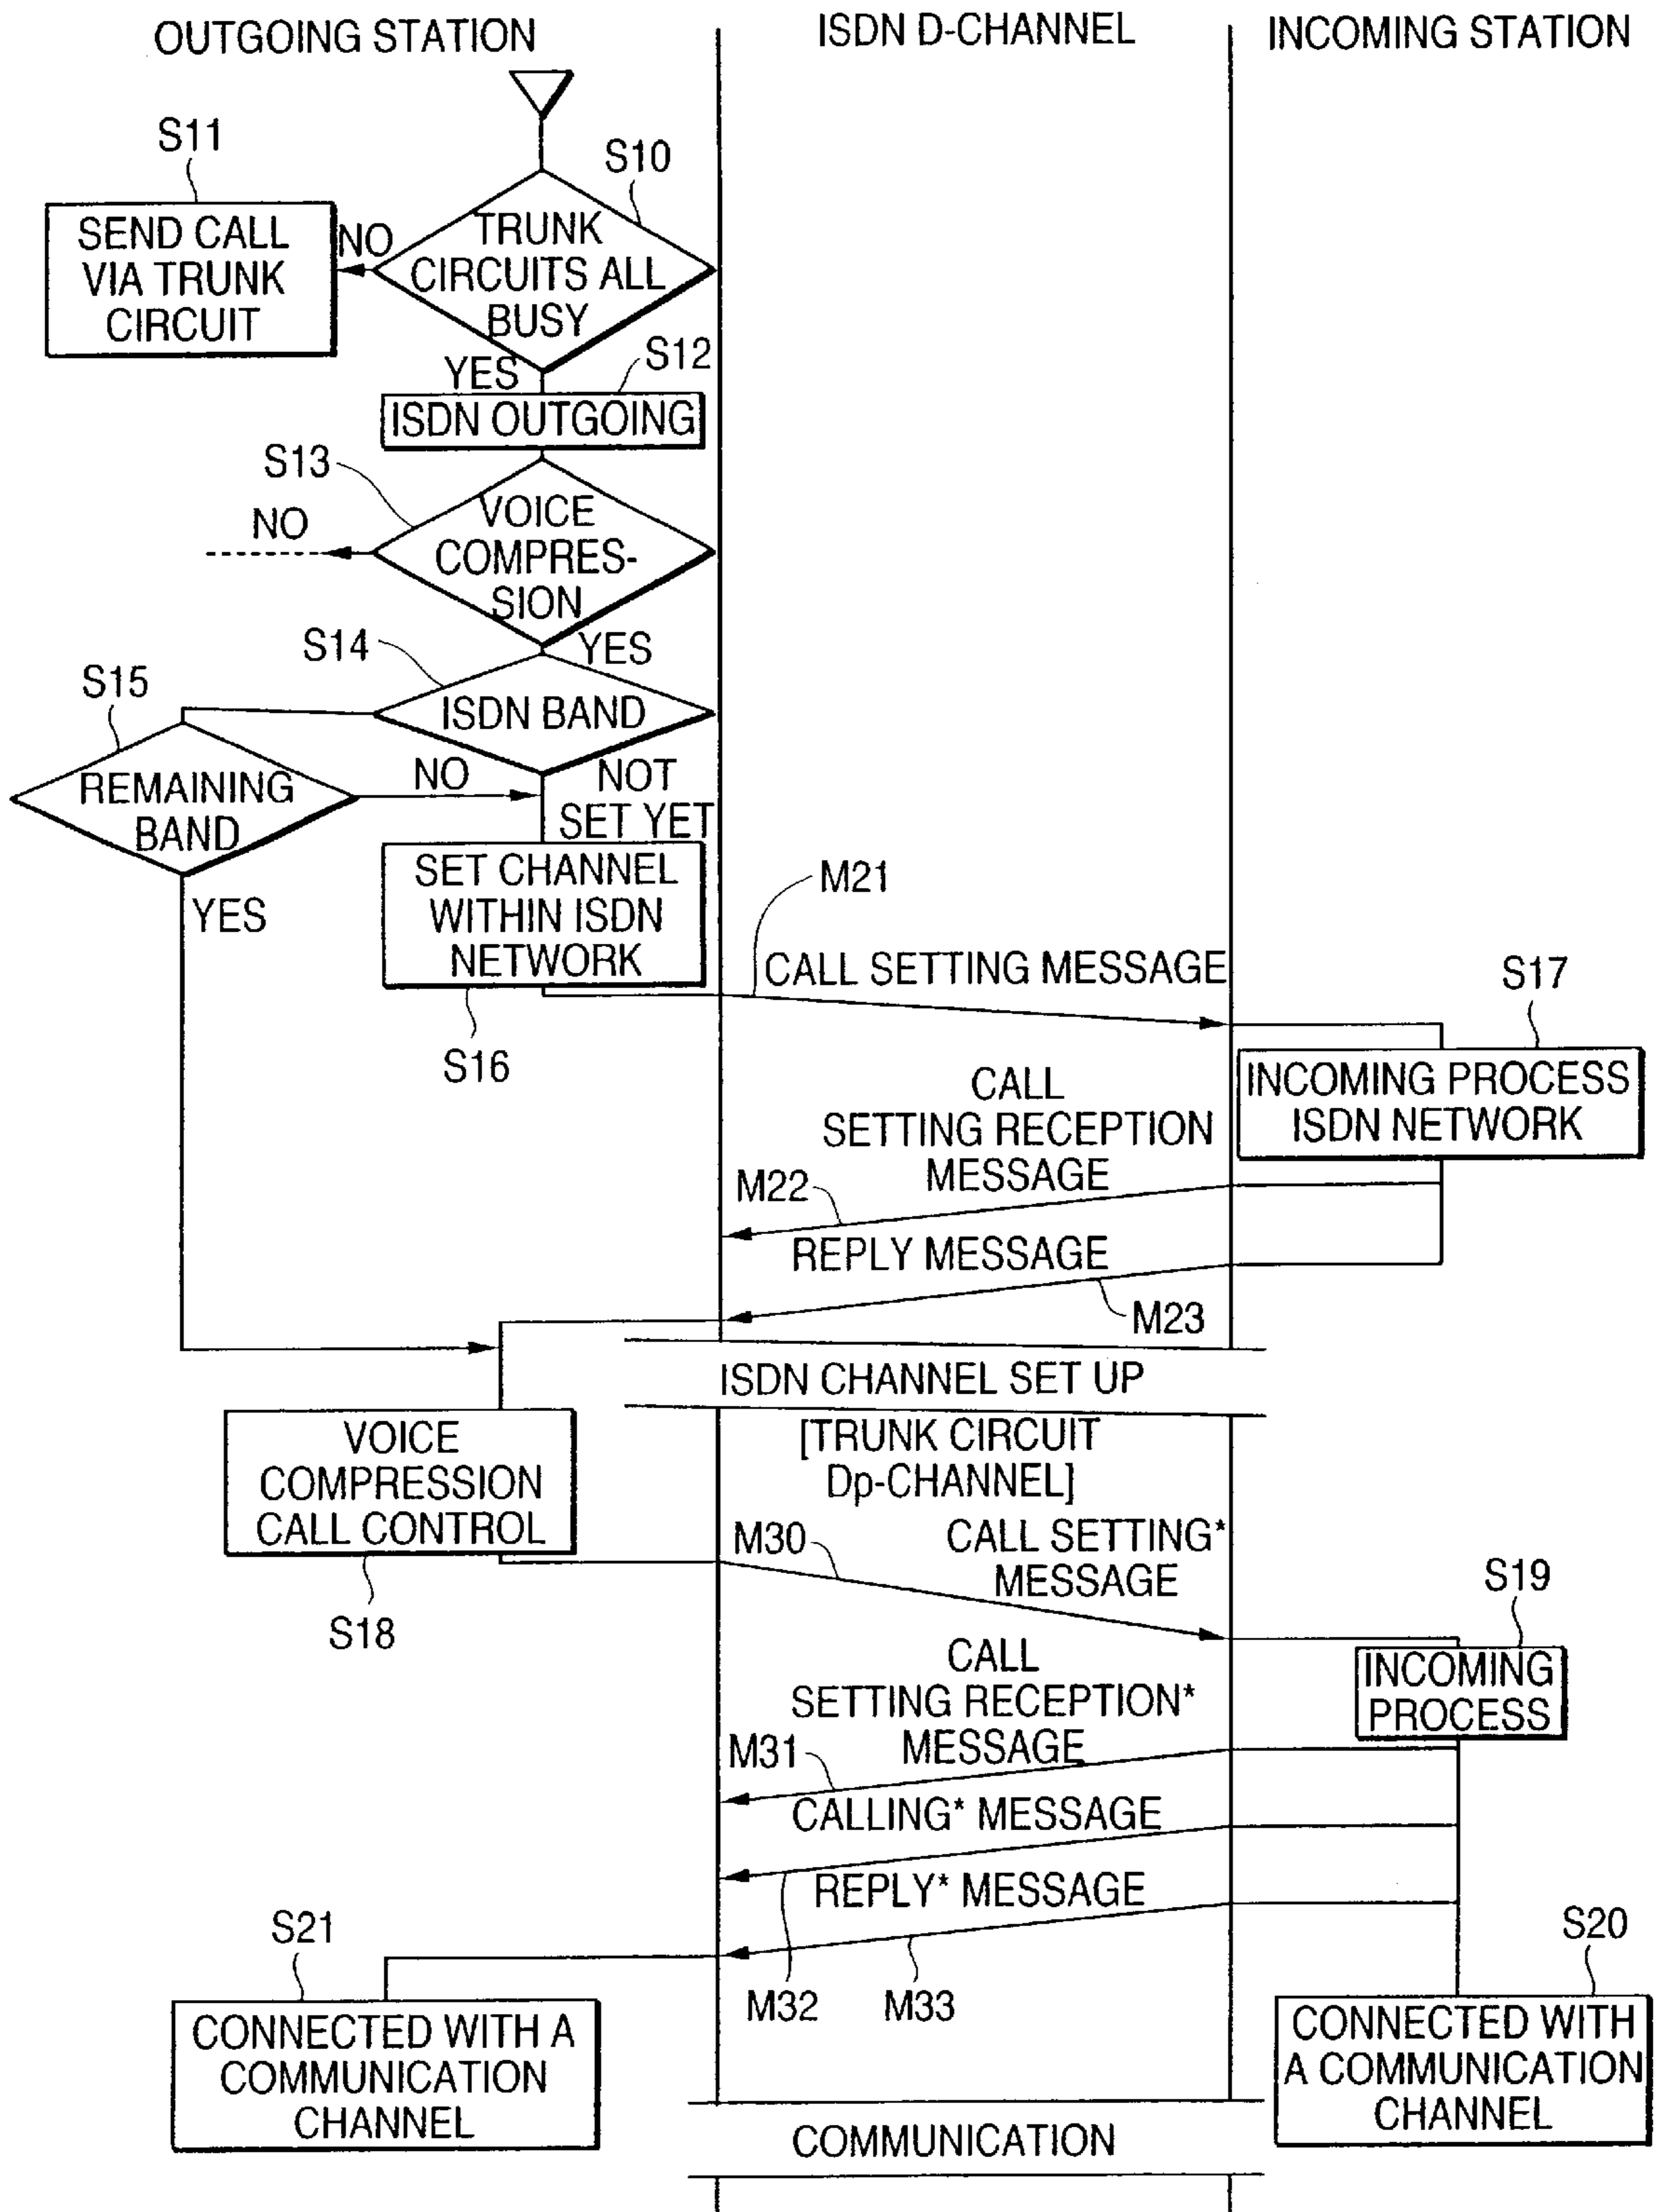 OUTGOING STATION
ISDN D-CHANNEL
INCOMING STATION
S11
S10
SEND CALL
VIA TRUNK
CIRCUIT
NO
TRUNK
CIRCUITS ALL
BUSY
YES
S12
ISDN OUTGOING
S13
NO
VOICE
COMPRES-
SION
YES
S14
ISDN BAND
S15
REMAINING
BAND
NO
NOT
SET YET
YES
SET CHANNEL
WITHIN ISDN
NETWORK
S16
M21
CALL SETTING MESSAGE
S17
INCOMING PROCESS
ISDN NETWORK
CALL
SETTING RECEPTION
MESSAGE
M22
REPLY MESSAGE
M23
ISDN CHANNEL SET UP
[TRUNK CIRCUIT
Dp-CHANNEL]
VOICE
COMPRESSION
CALL CONTROL
S18
M30
CALL SETTING*
MESSAGE
S19
INCOMING
PROCESS
CALL
SETTING RECEPTION*
MESSAGE
M31
CALLING* MESSAGE
REPLY* MESSAGE
M32
M33
S21
CONNECTED WITH A
COMMUNICATION
CHANNEL
S20
CONNECTED WITH
A COMMUNICATION
CHANNEL
COMMUNICATION